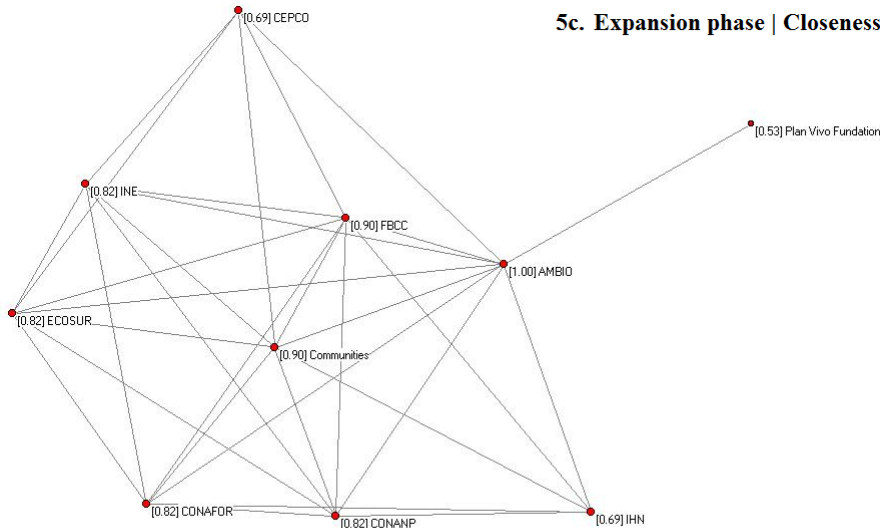 5c. Expansion phase | Closeness
[0.69] CEPCO
[0.53] Plan Vivo Fundation
[0.82] INE
[0.90] FBCC
[1.00] AMBIO
[0.82] ECOSUR
[0.90] Communities
[0.82] CONAFOR
[0.82] CONANP
[0.69] IHN